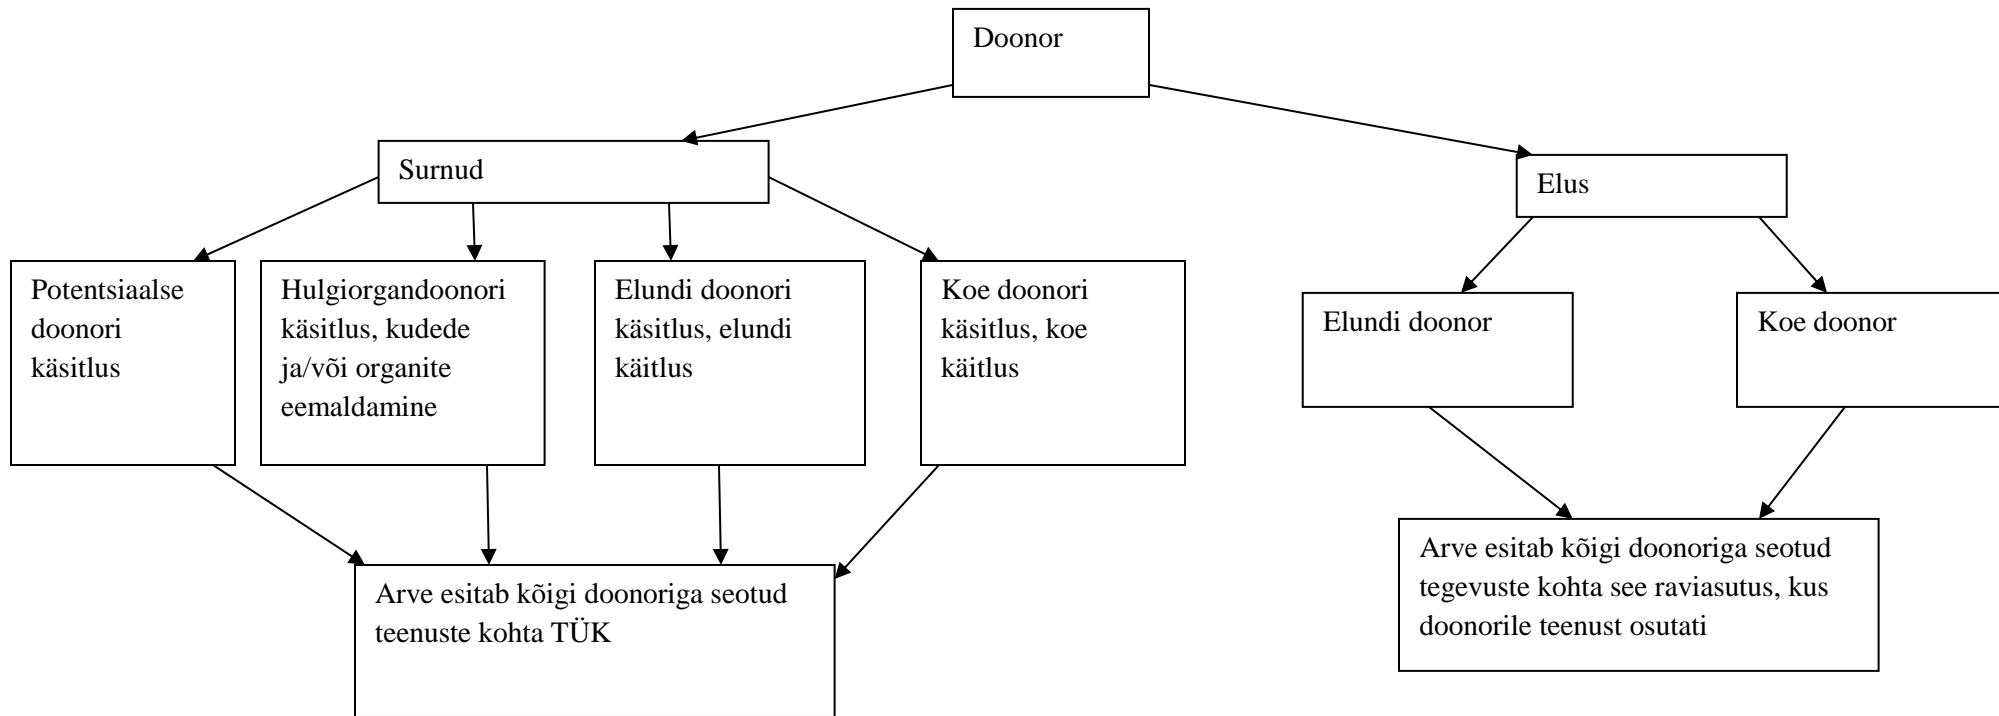 Doonor
Surnud
Elus
Potentsiaalse
doonori
käsitlus
Hulgiorgandoonori
käsitlus, kudede
ja/või organite
eemaldamine
Elundi doonori
käsitlus, elundi
käitlus
Koe doonori
käsitlus, koe
käitlus
Elundi doonor
Koe doonor
Arve esitab kõigi doonoriga seotud
teenuste kohta TÜK
Arve esitab kõigi doonoriga seotud
tegevuste kohta see raviasutus, kus
doonorile teenust osutati